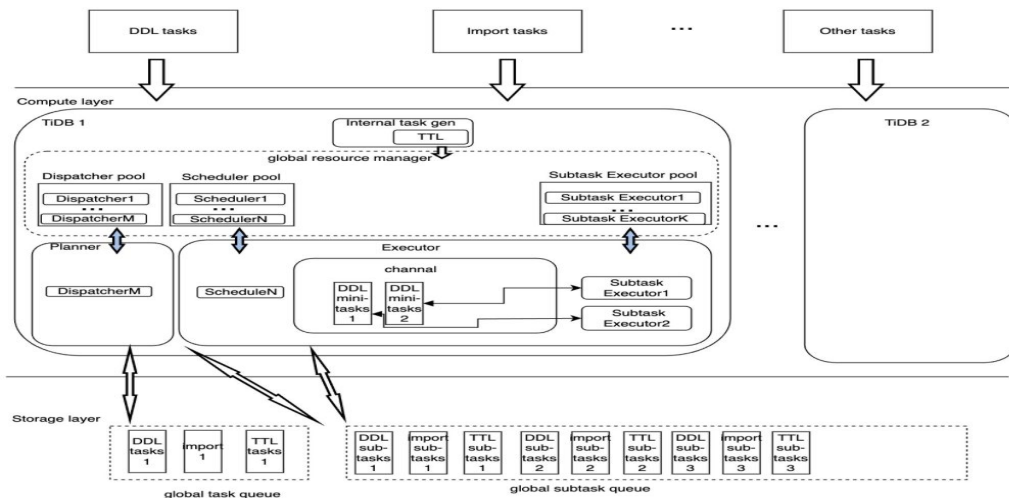 DDL tasks
Import tasks
...
Other tasks
Compute layer
TiDB 1
Internal task gen
TTL
global resource manager
Dispatcher pool
Dispatcher1
...
DispatcherM
Scheduler pool
Scheduler1
...
SchedulerN
Subtask Executor pool
Subtask Executor1
...
Subtask ExecutorK
Planner
DispatcherM
Executor
ScheduleN
channal
DDL
mini-
tasks
1
DDL
mini-
tasks
2
Subtask
Executor1
Subtask
Executor2
...
TiDB 2
Storage layer
DDL
tasks
1
import
1
TTL
tasks
1
global task queue
DDL
sub-
tasks
1
import
sub-
tasks
1
TTL
sub-
tasks
1
DDL
sub-
tasks
2
import
sub-
tasks
2
TTL
sub-
tasks
2
DDL
sub-
tasks
3
import
sub-
tasks
3
TTL
sub-
tasks
3
global subtask queue